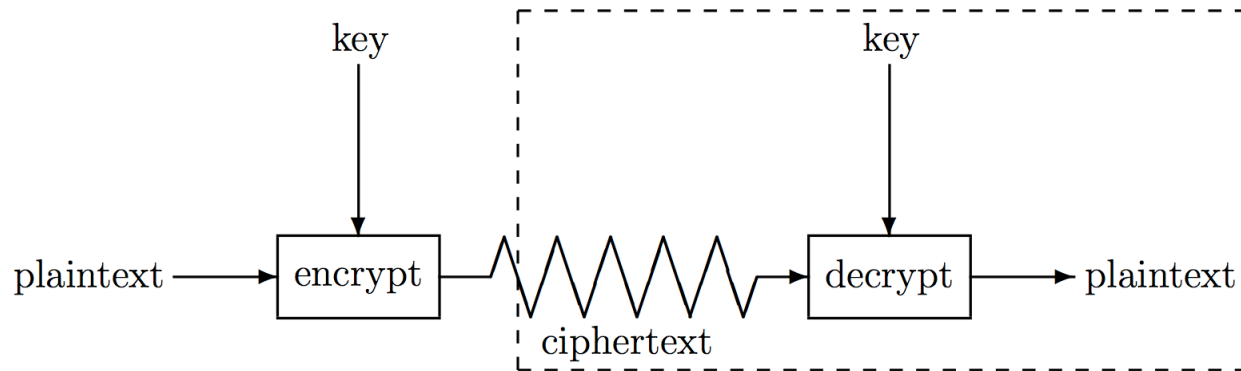 key
key
plaintext
encrypt
decrypt
plaintext
ciphertext